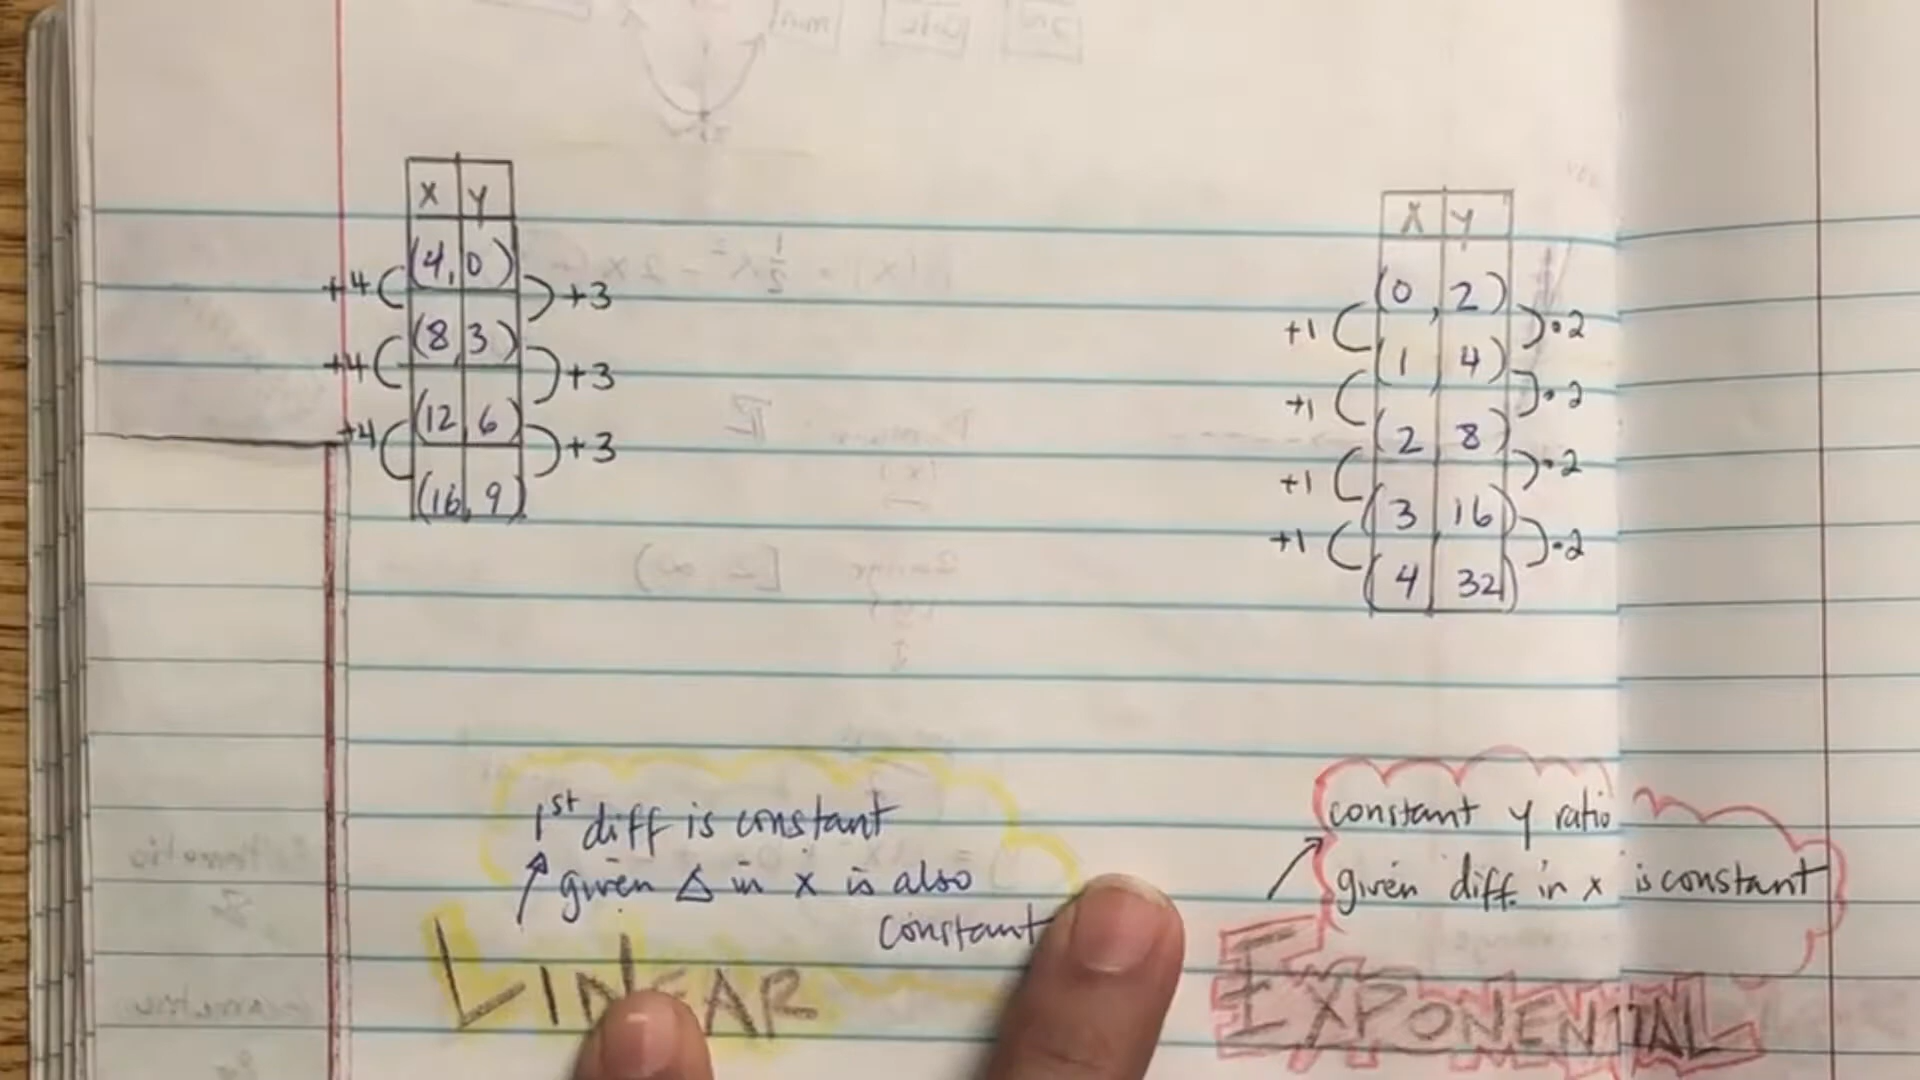 x y
(4, 0)
+4 +3
(8, 3)
+4 +3
(12, 6)
+4 +3
(16, 9)
x y
(0, 2)
+1 •2
(1, 4)
+1 •2
(2, 8)
+1 •2
(3, 16)
+1 •2
(4, 32)
1st diff is constant
given Δ in x is also
constant
LINEAR
constant y ratio
given diff. in x is constant
EXPONENTIAL